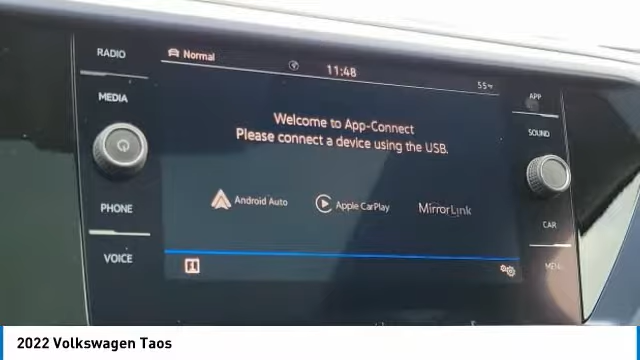 RADIO
MEDIA
PHONE
VOICE
Normal
11:48
55°F
Welcome to App-Connect
Please connect a device using the USB.
Android Auto
Apple CarPlay
MirrorLink
APP
SOUND
CAR
MENU
2022 Volkswagen Taos